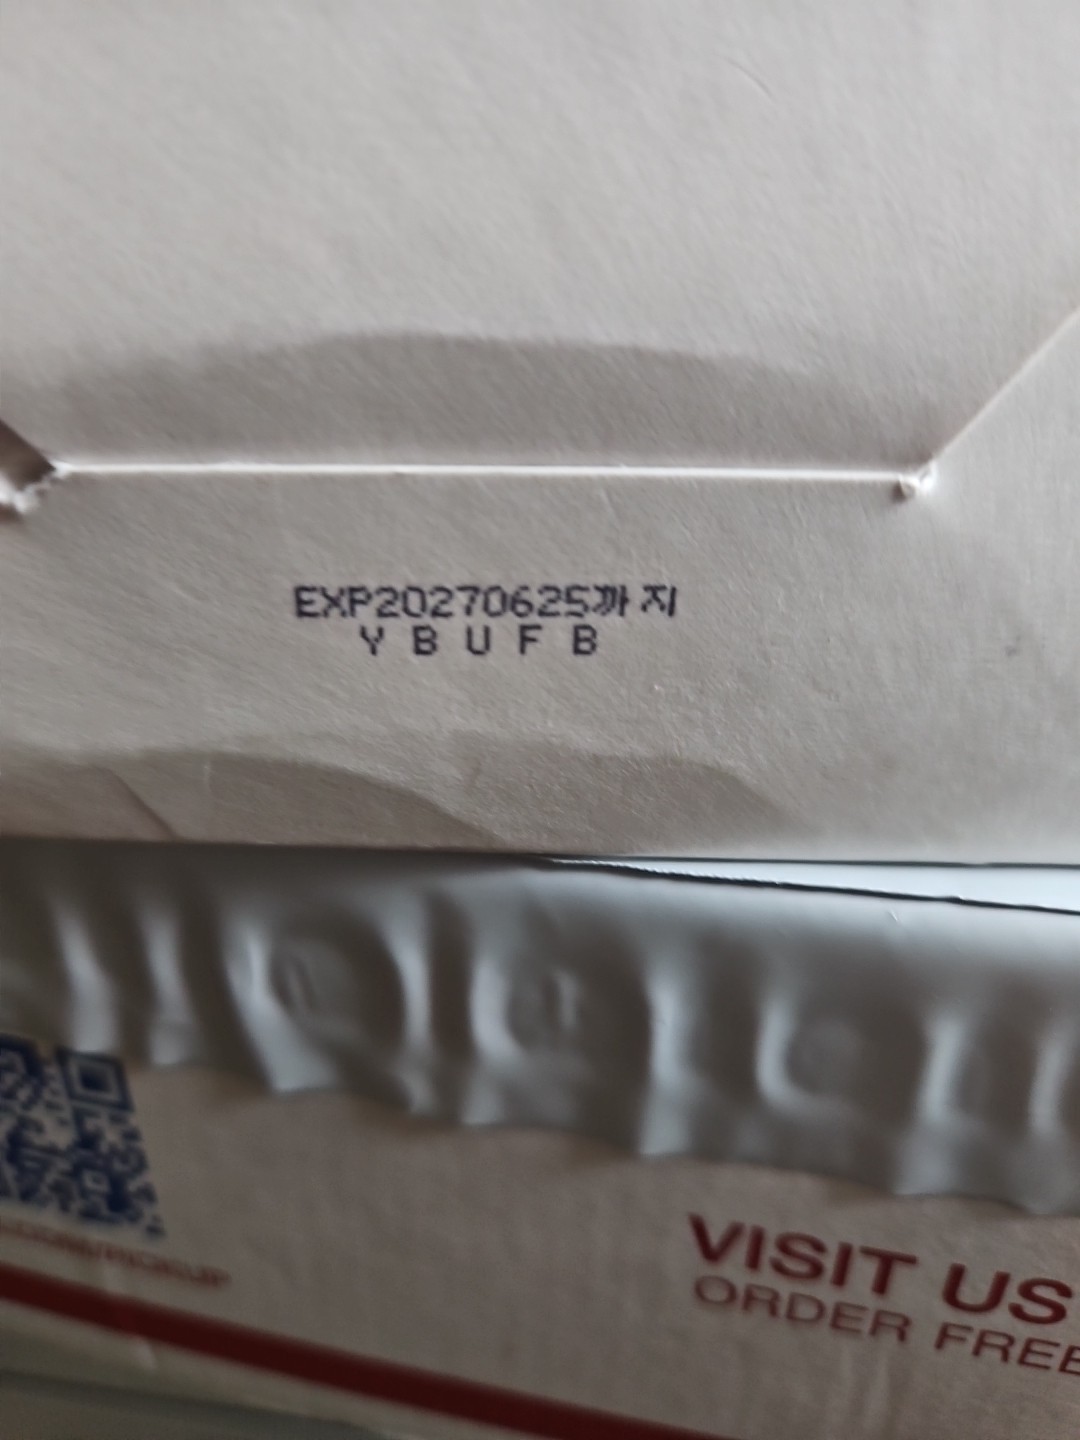 EXP20270625까지
Y B U F B
VISIT US
ORDER FREE